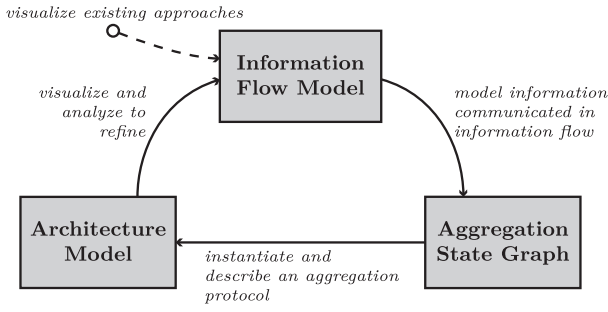 visualize existing approaches
Information
Flow Model
visualize and
analyze to
refine
model information
communicated in
information flow
Architecture
Model
Aggregation
State Graph
instantiate and
describe an aggregation
protocol